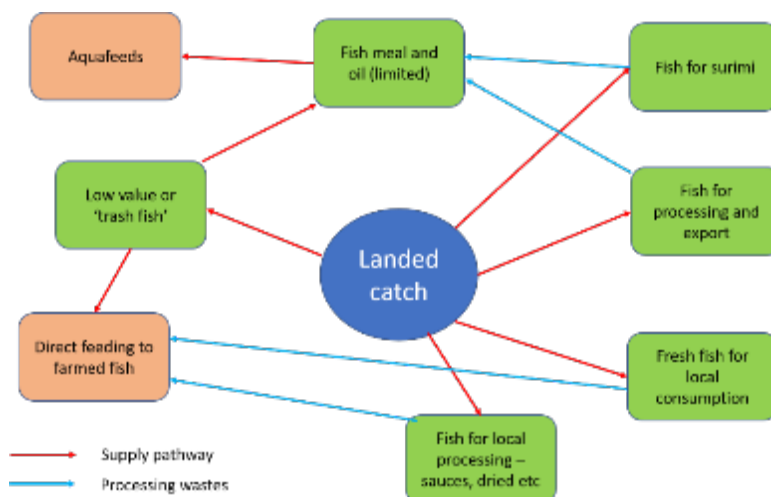 Aquafeeds
Fish meal and
oil (limited)
Fish for surimi
Low value or
'trash fish'
Fish for
processing and
export
Landed
catch
Direct feeding to
farmed fish
Fresh fish for
local
consumption
Fish for local
processing –
sauces, dried etc
Supply pathway
Processing wastes